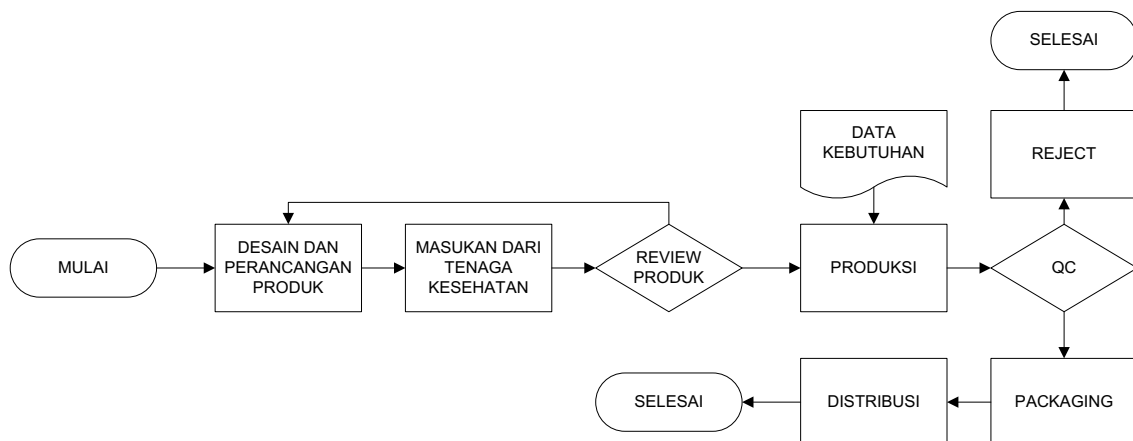 SELESAI
DATA
KEBUTUHAN
REJECT
MULAI
DESAIN DAN
PERANCANGAN
PRODUK
MASUKAN DARI
TENAGA
KESEHATAN
REVIEW
PRODUK
PRODUKSI
QC
SELESAI
DISTRIBUSI
PACKAGING